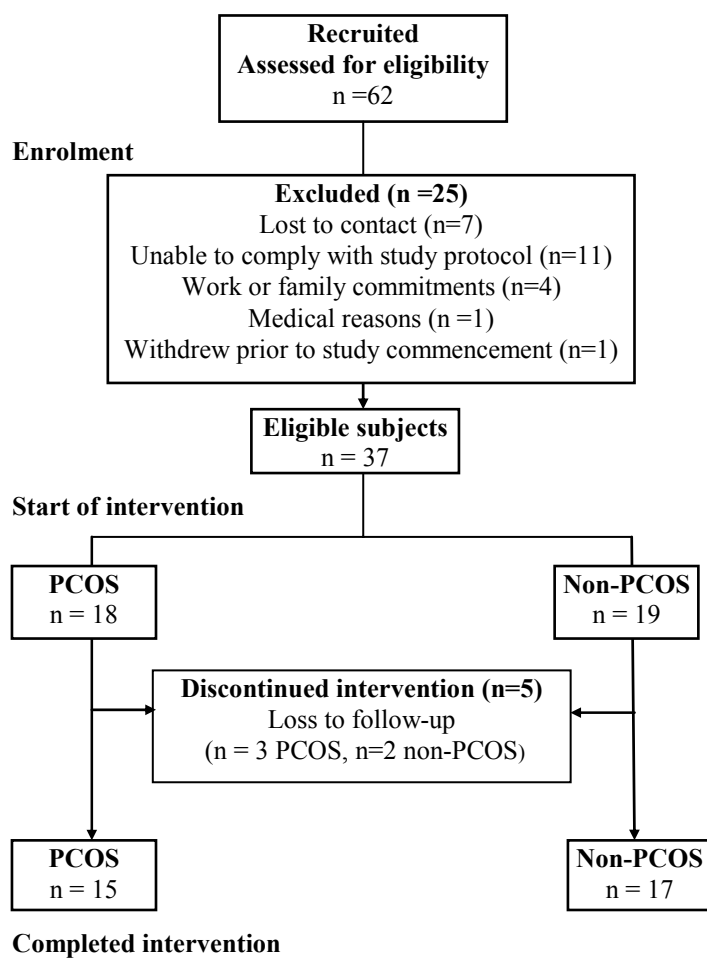 Recruited
Assessed for eligibility
n =62
Enrolment
Excluded (n =25)
Lost to contact (n=7)
Unable to comply with study protocol (n=11)
Work or family commitments (n=4)
Medical reasons (n =1)
Withdrew prior to study commencement (n=1)
Eligible subjects
n = 37
Start of intervention
PCOS
n = 18
Non-PCOS
n = 19
Discontinued intervention (n=5)
Loss to follow-up
(n = 3 PCOS, n=2 non-PCOS)
PCOS
n = 15
Non-PCOS
n = 17
Completed intervention